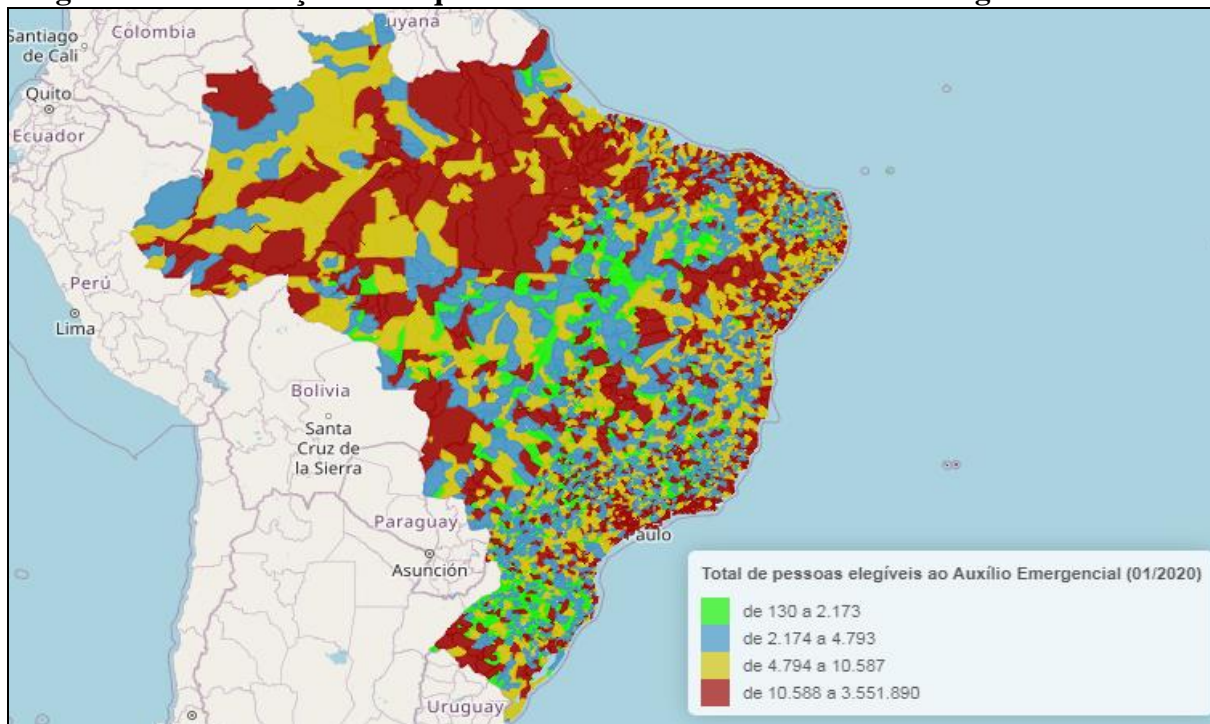 Santiago
de Cali
Colombia
uyana
Quito
Ecuador
Perú
Lima
Bolivia
Santa
Cruz de
la Sierra
Paraguay
Asunción
Paulo
Uruguay
Total de pessoas elegíveis ao Auxílio Emergencial (01/2020)
de 130 a 2.173
de 2.174 a 4.793
de 4.794 a 10.587
de 10.588 a 3.551.890